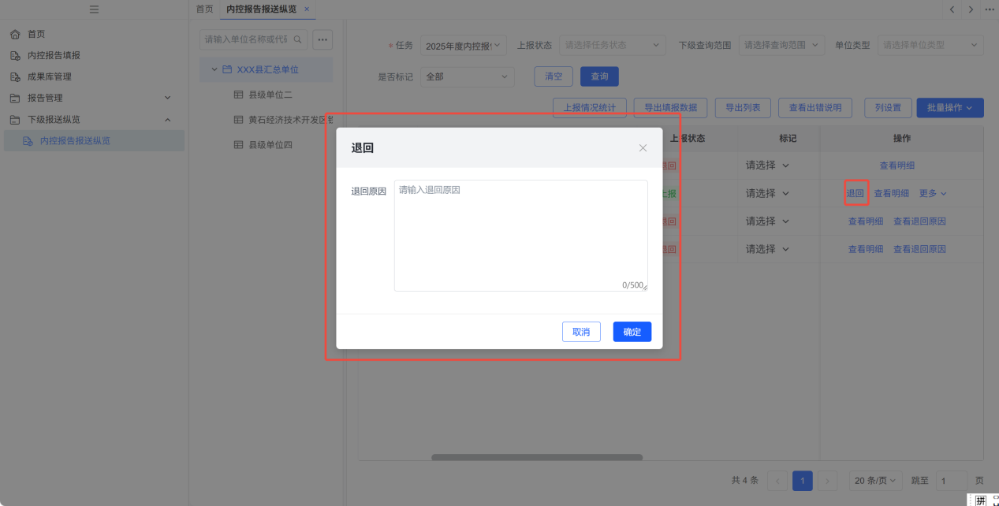 首页
内控报告报送纵览 ×
首页
内控报告填报
成果库管理
报告管理
下级报送纵览
内控报告报送纵览
请输入单位名称或代码
XXX县汇总单位
县级单位二
黄石经济技术开发区
县级单位四
* 任务 2025年度内控报 上报状态 请选择任务状态 下级查询范围 请选择查询范围 单位类型 请选择单位类型
是否标记 全部 清空 查询
上报情况统计 导出填报数据 导出列表 查看出错说明 列设置 批量操作
上报状态 标记 操作
退回 请选择 查看明细
上报 请选择 退回 查看明细 更多
退回 请选择 查看明细 查看退回原因
退回 请选择 查看明细 查看退回原因
退回
退回原因 请输入退回原因
0/500
取消 确定
共 4 条 1 20 条/页 跳至 1 页
拼